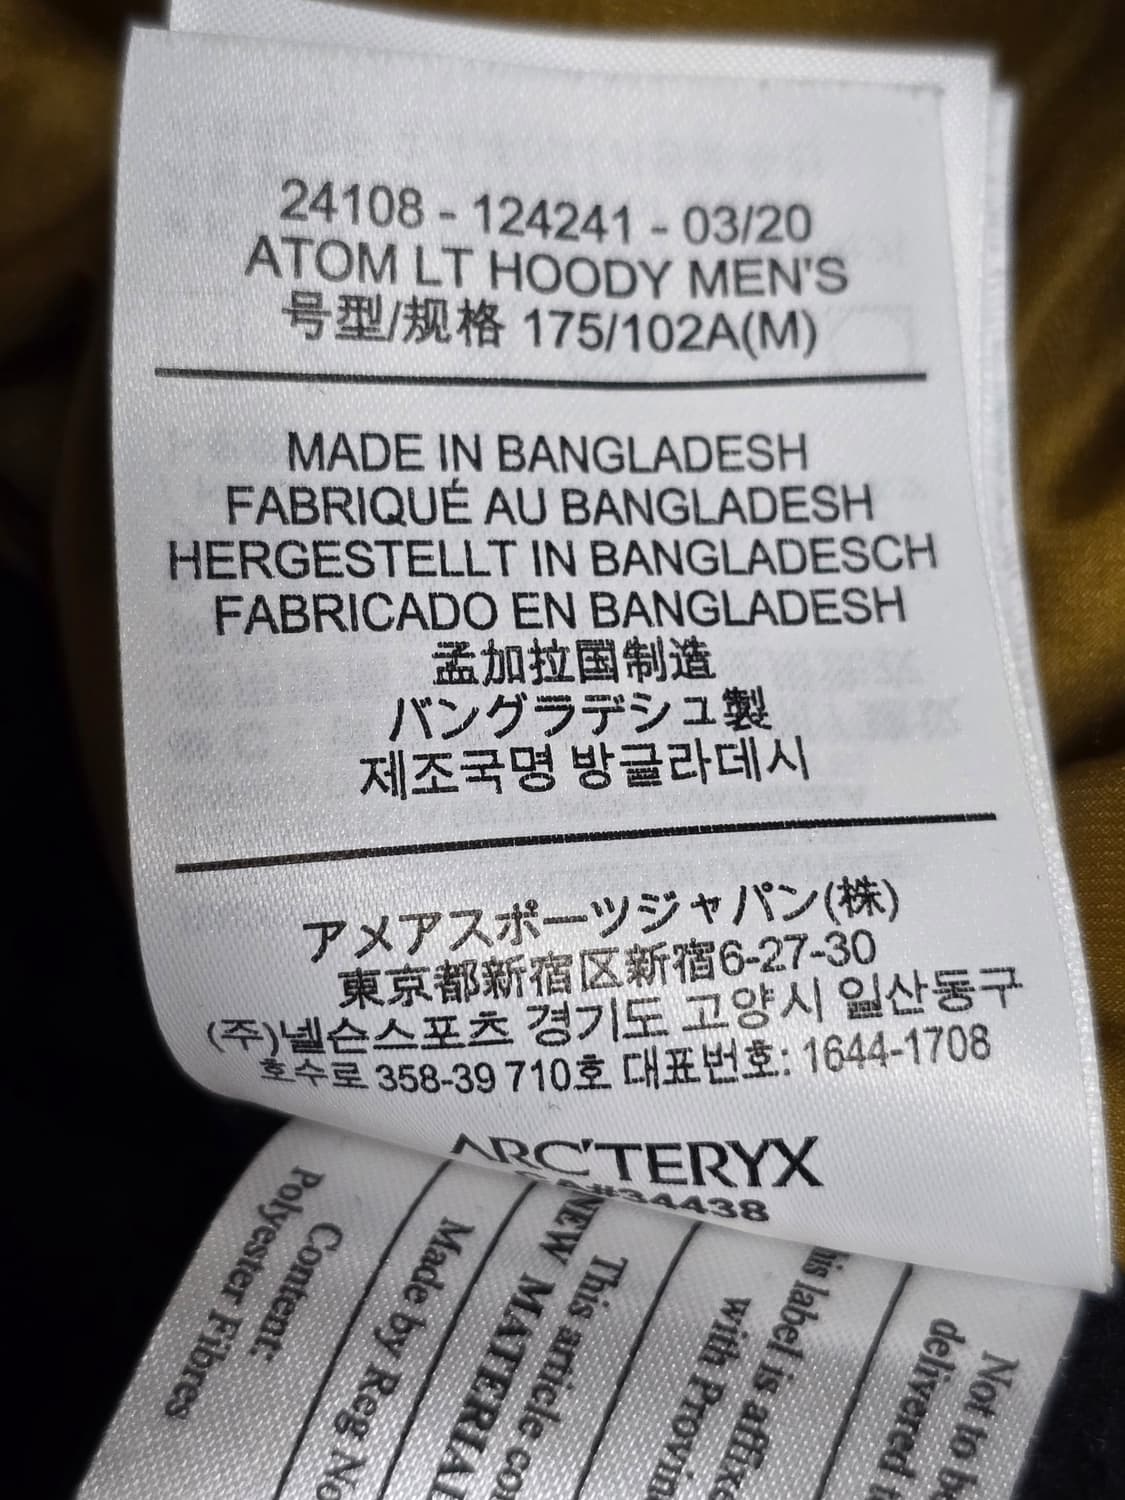 24108 - 124241 - 03/20
ATOM LT HOODY MEN'S
号型/规格 175/102A(M)
MADE IN BANGLADESH
FABRIQUÉ AU BANGLADESH
HERGESTELLT IN BANGLADESCH
FABRICADO EN BANGLADESH
孟加拉国制造
バングラデシュ製
제조국명 방글라데시
アメアスポーツジャパン(株)
東京都新宿区新宿6-27-30
(주)넬슨스포츠 경기도 고양시 일산동구
호수로 358-39 710호 대표번호: 1644-1708
ARC'TERYX
CA#34438
Not to b
delivered t
his label is affixe
with Provin
NEW MATERIAL
This article co
Made by Reg No
Content:
Polyester Fibres